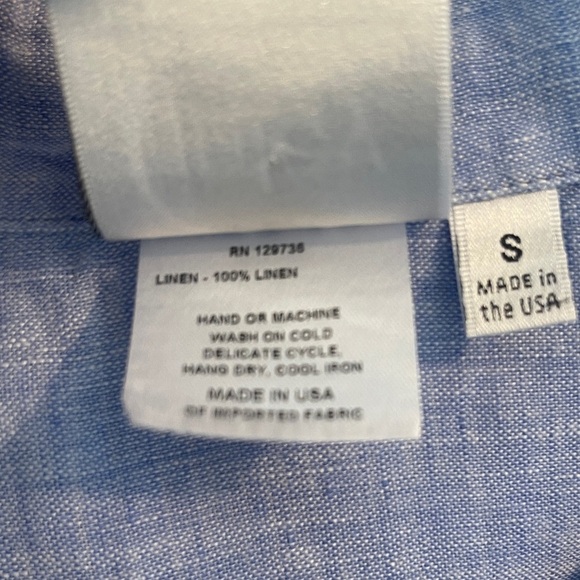 RN 129736
LINEN - 100% LINEN
HAND OR MACHINE
WASH ON COLD
DELICATE CYCLE,
HANG DRY, COOL IRON
MADE IN USA
OF IMPORTED FABRIC
S
MADE in
the USA